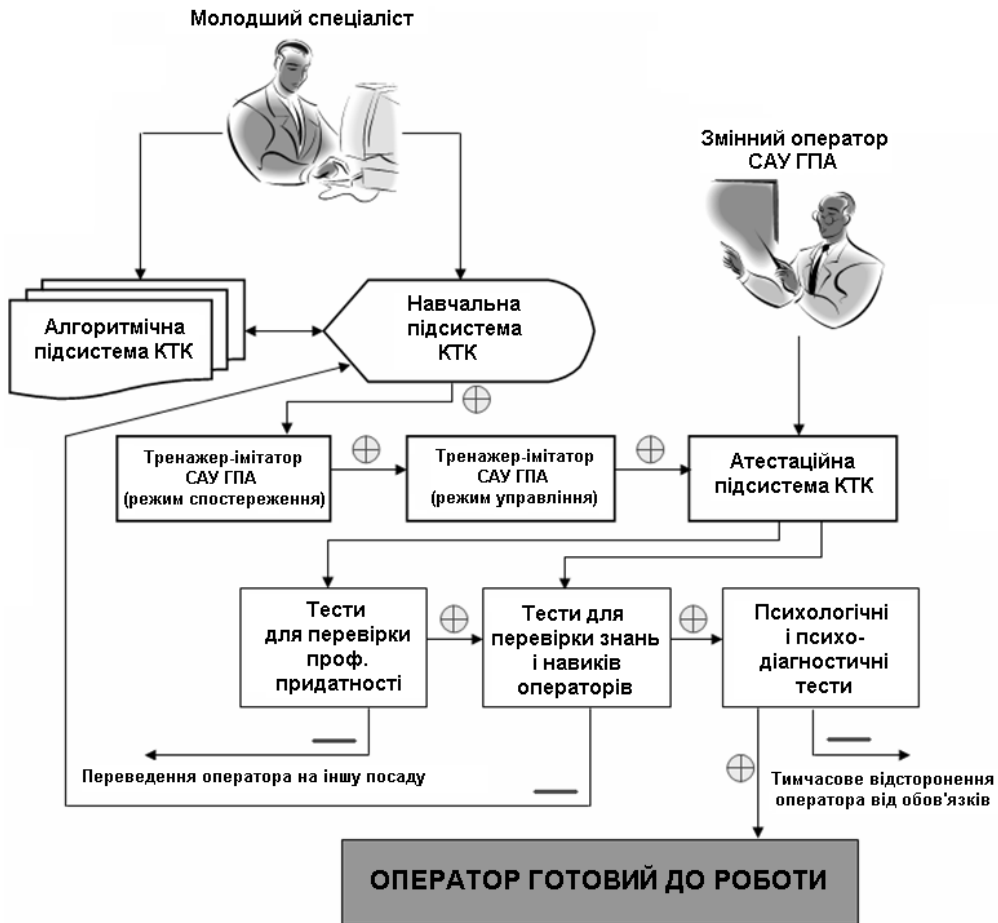 Молодший спеціаліст
Змінний оператор
САУ ГПА
Алгоритмічна
підсистема КТК
Навчальна
підсистема
КТК
Тренажер-імітатор
САУ ГПА
(режим спостереження)
Тренажер-імітатор
САУ ГПА
(режим управління)
Атестаційна
підсистема КТК
Тести
для перевірки
проф.
придатності
Тести для
перевірки знань
і навиків
операторів
Психологічні
і психо-
діагностичні
тести
Переведення оператора на іншу посаду
Тимчасове відсторонення
оператора від обов'язків
ОПЕРАТОР ГОТОВИЙ ДО РОБОТИ